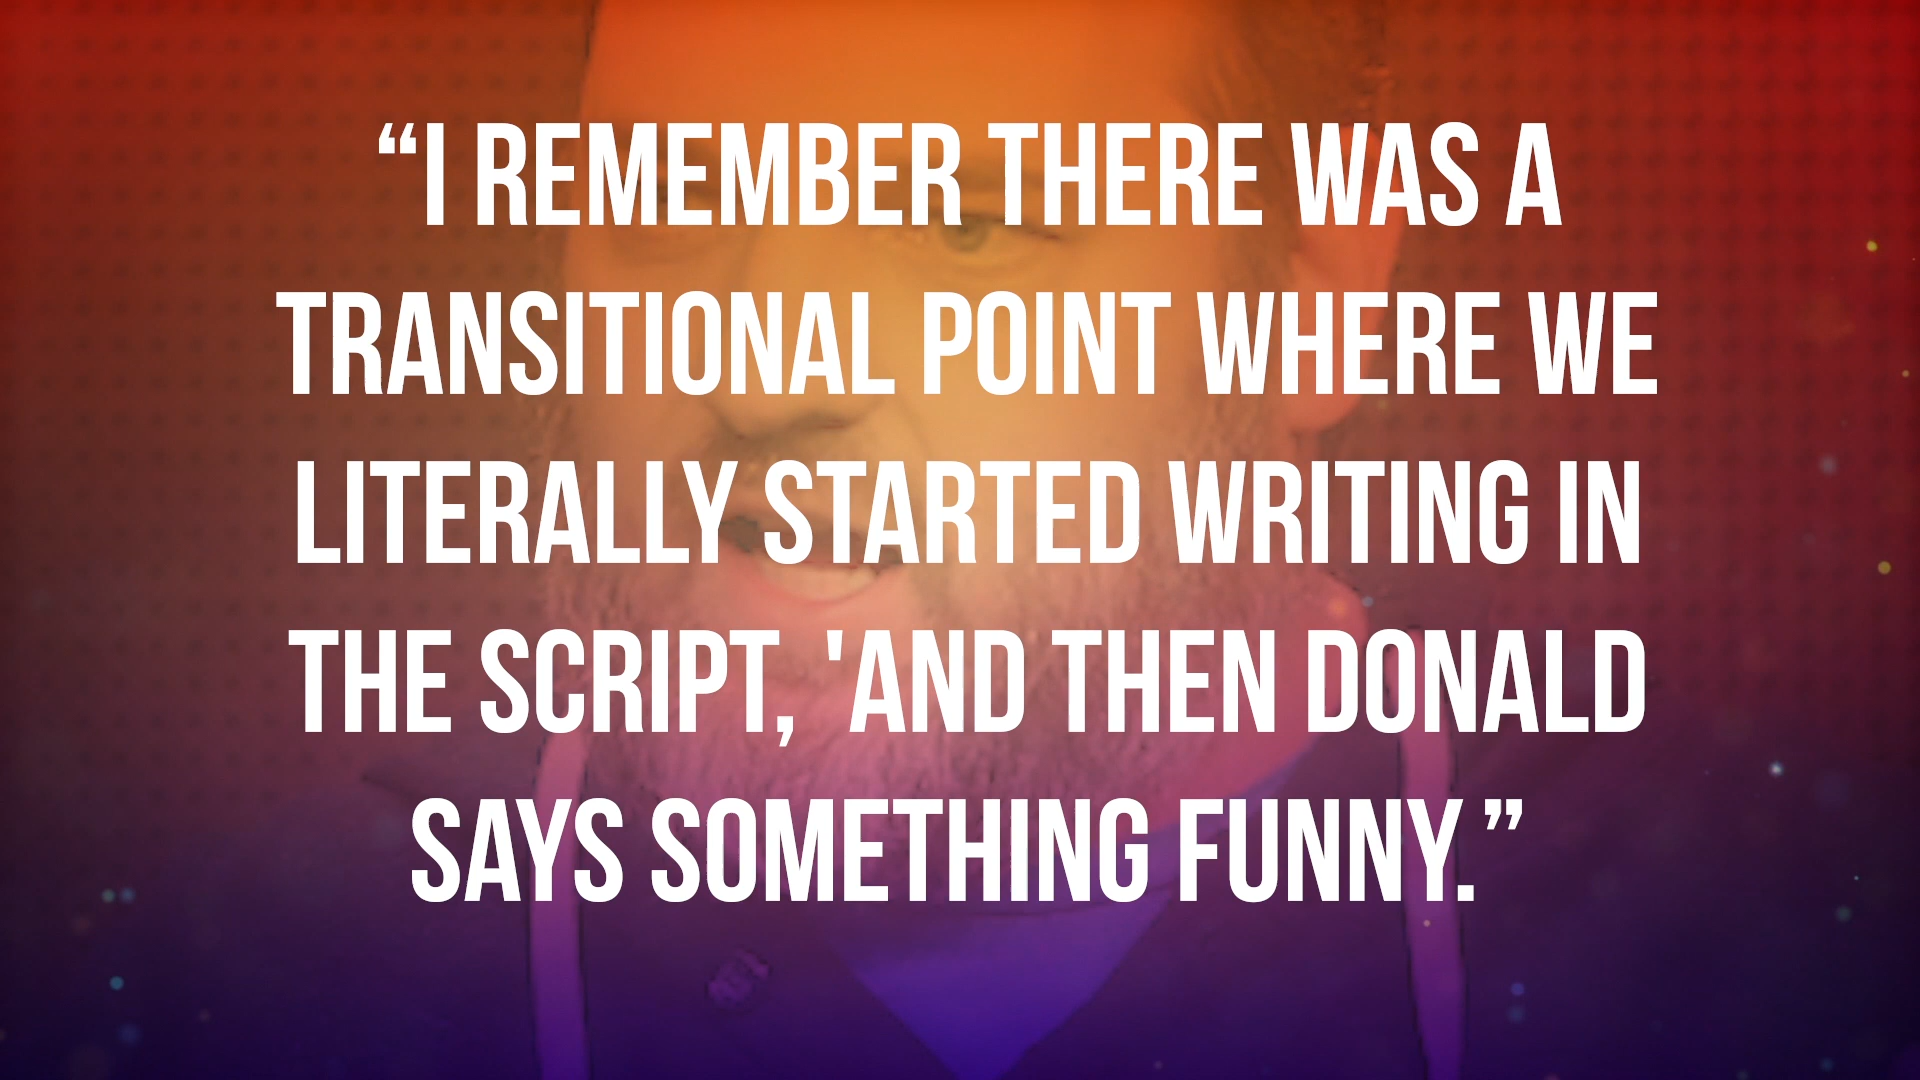 “I REMEMBER THERE WAS A
TRANSITIONAL POINT WHERE WE
LITERALLY STARTED WRITING IN
THE SCRIPT, 'AND THEN DONALD
SAYS SOMETHING FUNNY.”